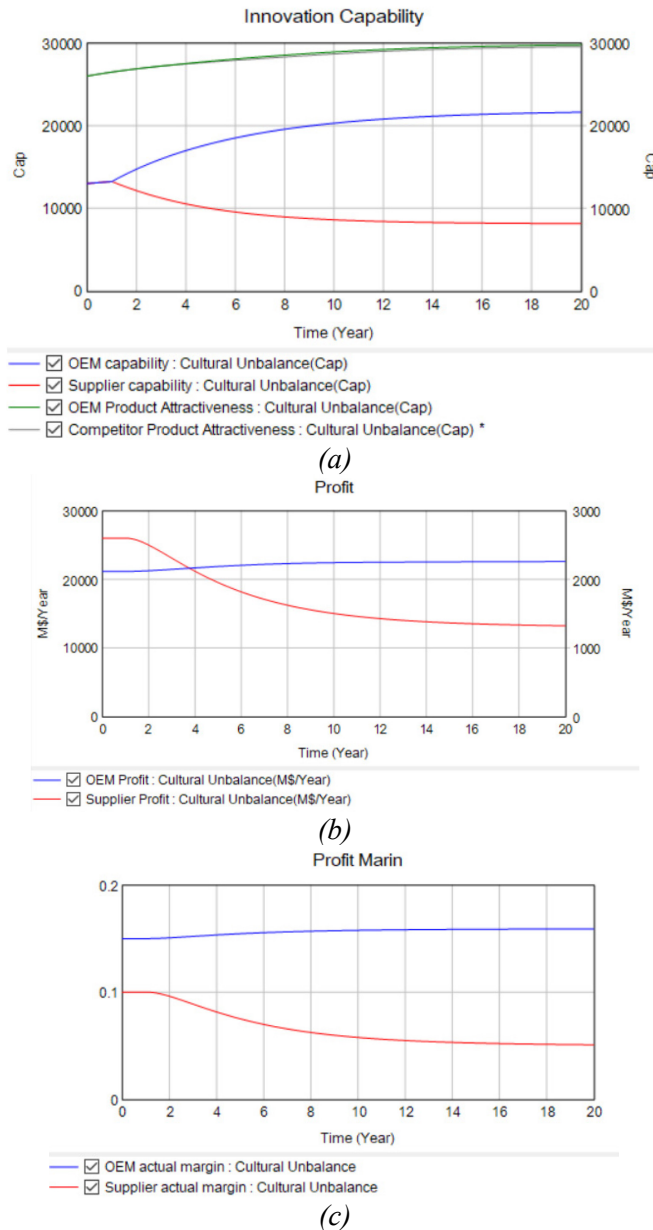 Innovation Capability
30000 30000
20000 20000
Cap Cap
10000 10000
0 0
0 2 4 6 8 10 12 14 16 18 20
Time (Year)
OEM capability : Cultural Unbalance(Cap)
Supplier capability : Cultural Unbalance(Cap)
OEM Product Attractiveness : Cultural Unbalance(Cap)
Competitor Product Attractiveness : Cultural Unbalance(Cap) *
(a)
Profit
30000 3000
20000 2000
M$/Year M$/Year
10000 1000
0 0
0 2 4 6 8 10 12 14 16 18 20
Time (Year)
OEM Profit : Cultural Unbalance(M$/Year)
Supplier Profit : Cultural Unbalance(M$/Year)
(b)
Profit Marin
0.2
0.1
0
0 2 4 6 8 10 12 14 16 18 20
Time (Year)
OEM actual margin : Cultural Unbalance
Supplier actual margin : Cultural Unbalance
(c)